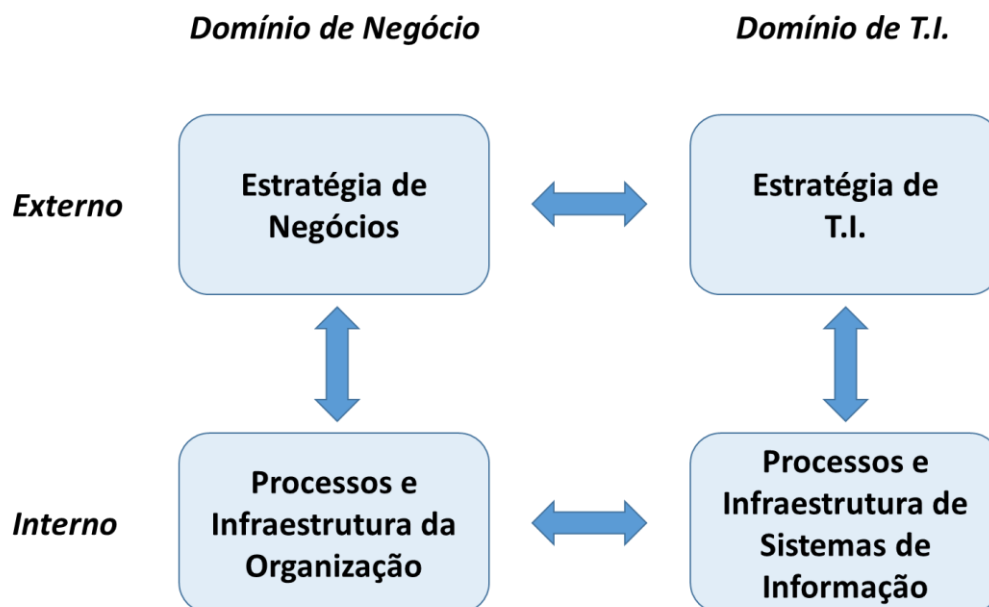 Domínio de Negócio
Domínio de T.I.
Externo
Estratégia de
Negócios
Estratégia de
T.I.
Interno
Processos e
Infraestrutura da
Organização
Processos e
Infraestrutura de
Sistemas de
Informação